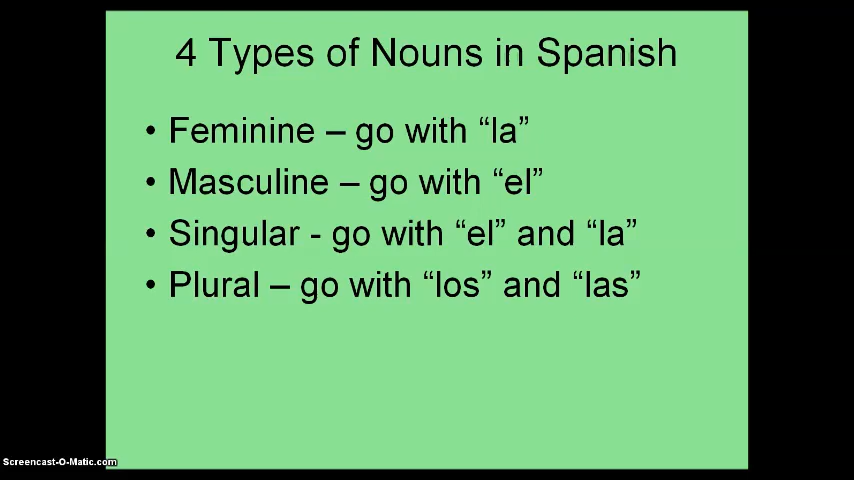 4 Types of Nouns in Spanish
• Feminine – go with “la”
• Masculine – go with “el”
• Singular - go with “el” and “la”
• Plural – go with “los” and “las”
Screencast-O-Matic.com